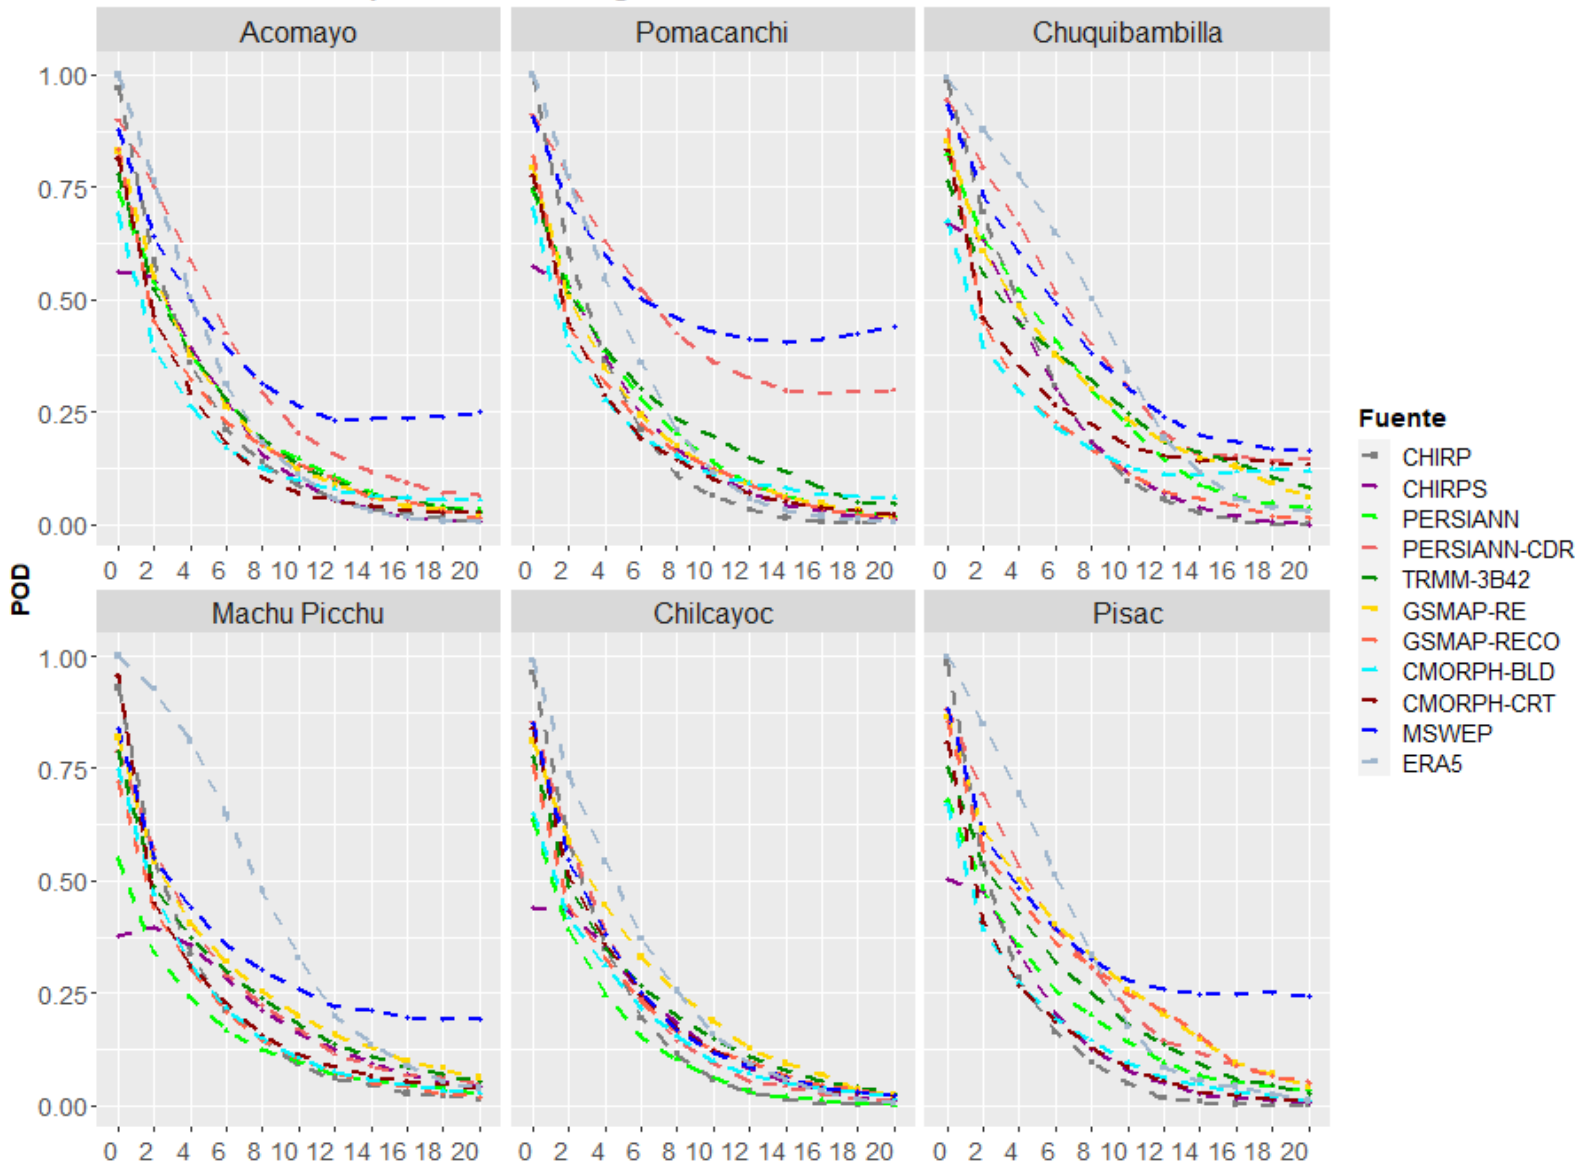 Acomayo
Pomacanchi
Chuquibambilla
1.00
0.75
0.50
0.25
0.00
0 2 4 6 8 10 12 14 16 18 20
0 2 4 6 8 10 12 14 16 18 20
0 2 4 6 8 10 12 14 16 18 20
POD
Machu Picchu
Chilcayoc
Pisac
1.00
0.75
0.50
0.25
0.00
0 2 4 6 8 10 12 14 16 18 20
0 2 4 6 8 10 12 14 16 18 20
0 2 4 6 8 10 12 14 16 18 20
Fuente
CHIRP
CHIRPS
PERSIANN
PERSIANN-CDR
TRMM-3B42
GSMAP-RE
GSMAP-RECO
CMORPH-BLD
CMORPH-CRT
MSWEP
ERA5